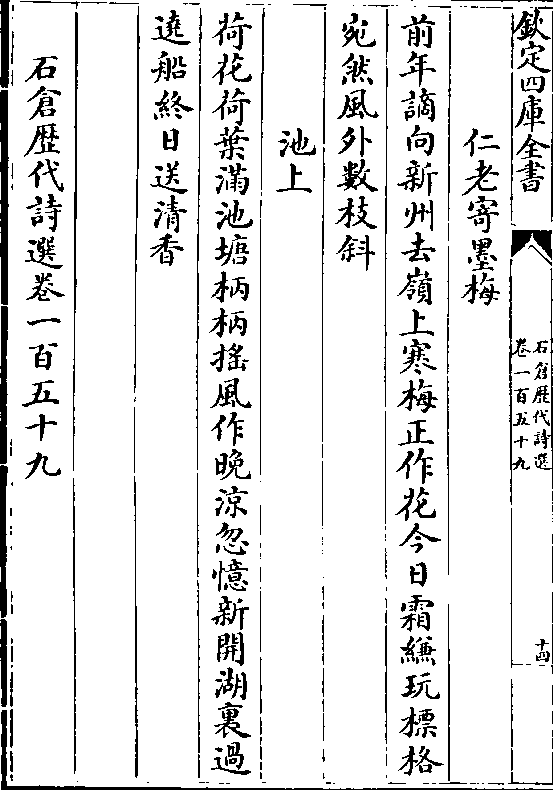 欽定四庫全書
石倉歴代詩選
卷一百五十九
十四
仁老寄墨梅
前年謫向新州去嶺上寒梅正作花今日霜縑玩標格
宛然風外數枝斜
池上
荷花荷葉滿池塘柄柄揺風作晚涼忽憶新開湖裏過
遶船終日送清香
石倉歴代詩選卷一百五十九